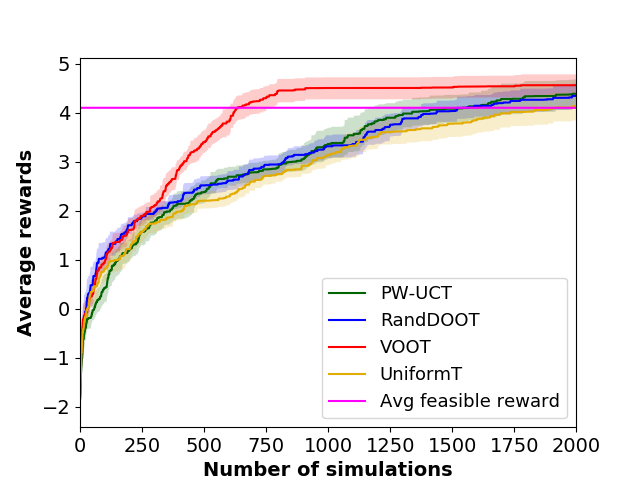 5
4
3
2
1
0
−1
−2
Average rewards
PW-UCT
RandDOOT
VOOT
UniformT
Avg feasible reward
0 250 500 750 1000 1250 1500 1750 2000
Number of simulations